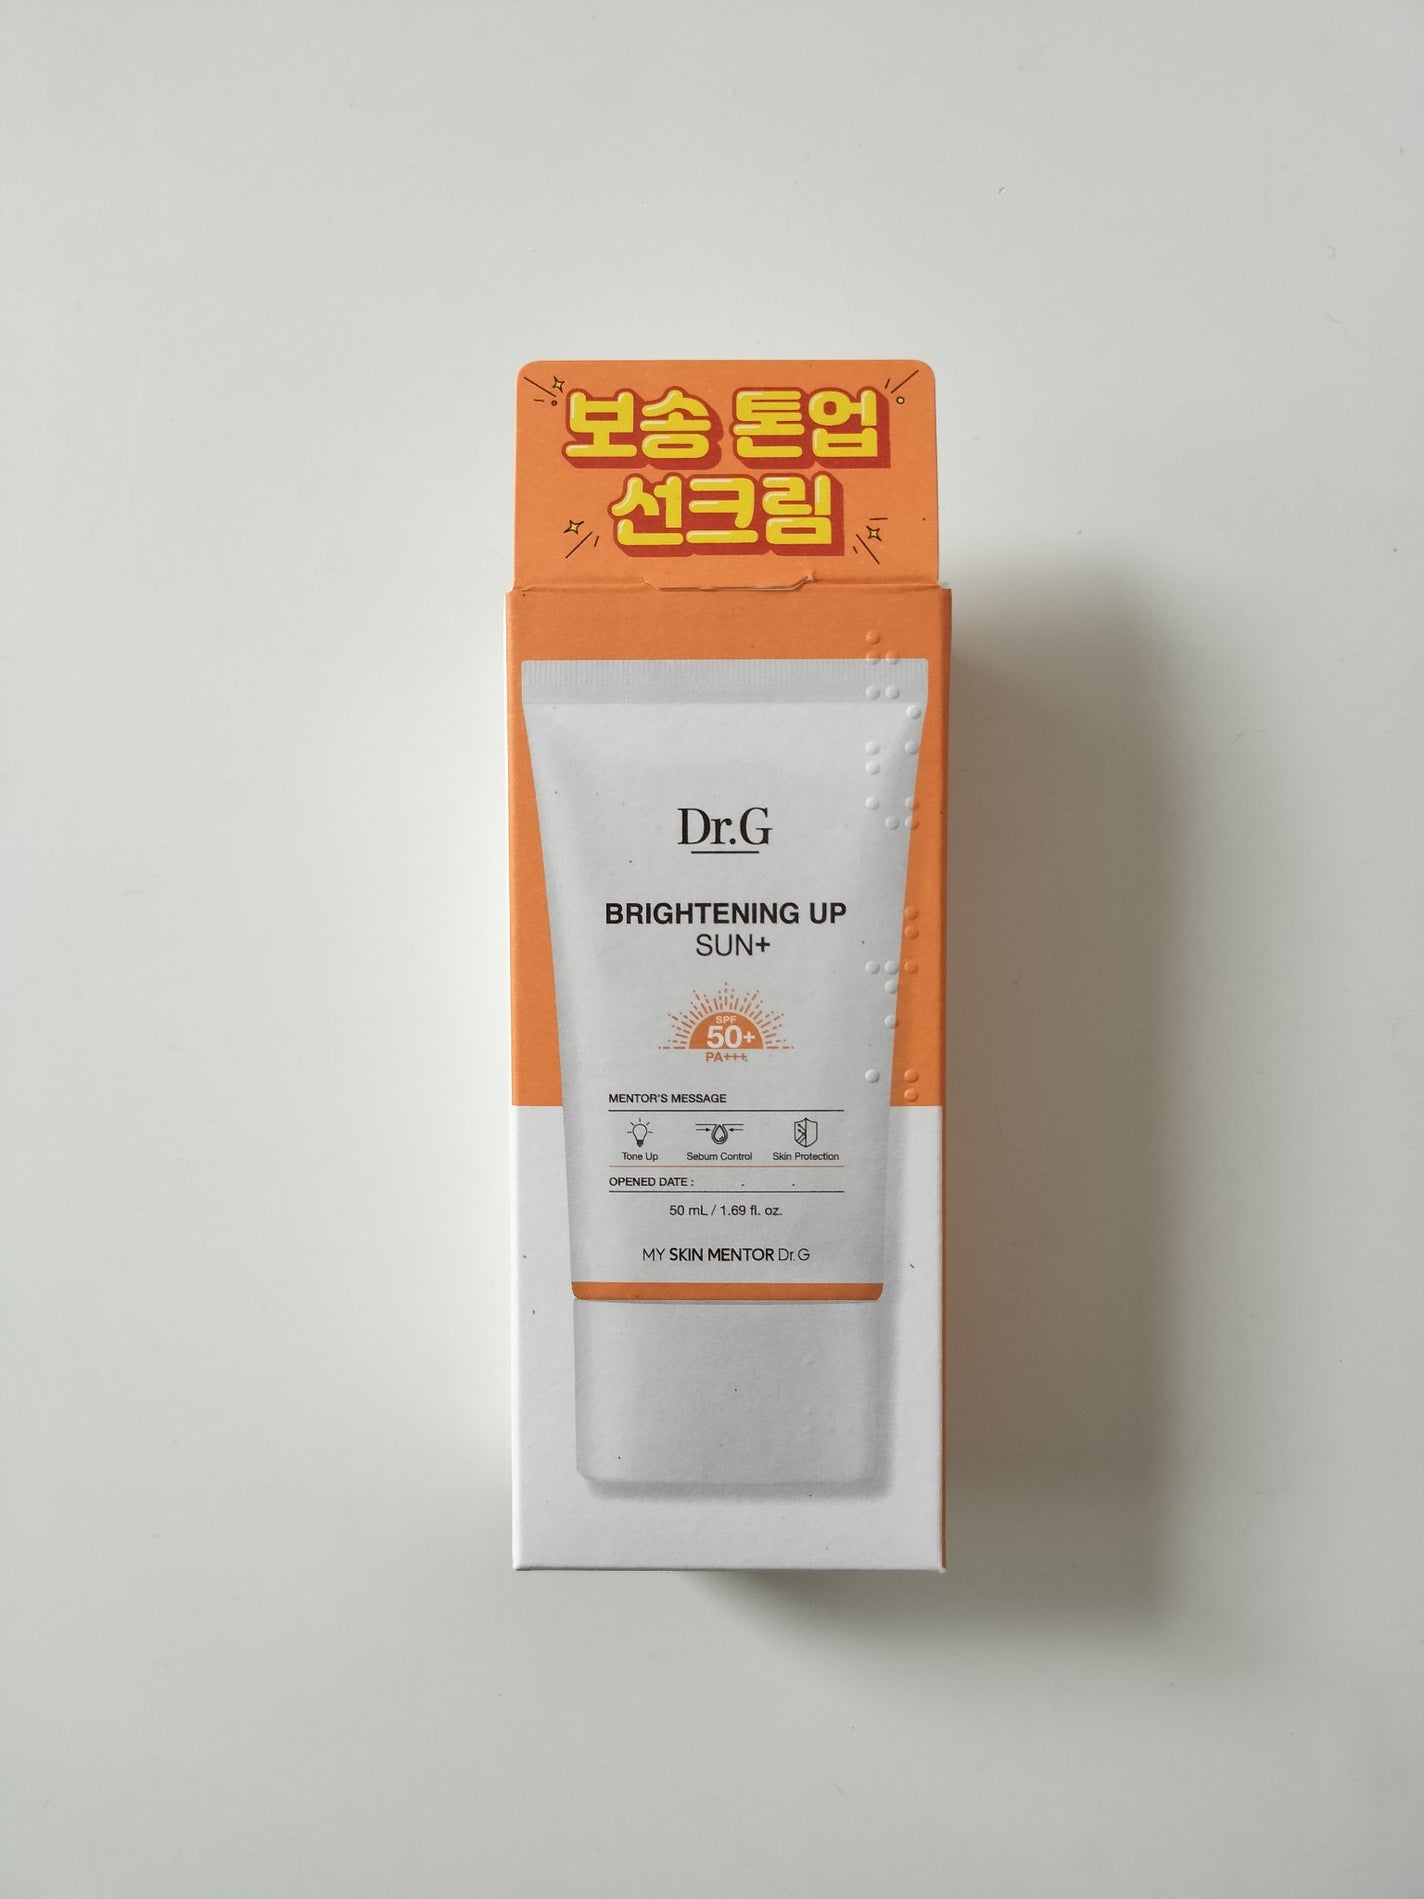 보송 톤업
선크림
Dr.G
BRIGHTENING UP
SUN+
SPF
50+
PA+++
MENTOR'S MESSAGE
Tone Up Sebum Control Skin Protection
OPENED DATE : . .
50 mL / 1.69 fl. oz.
MY SKIN MENTOR Dr.G